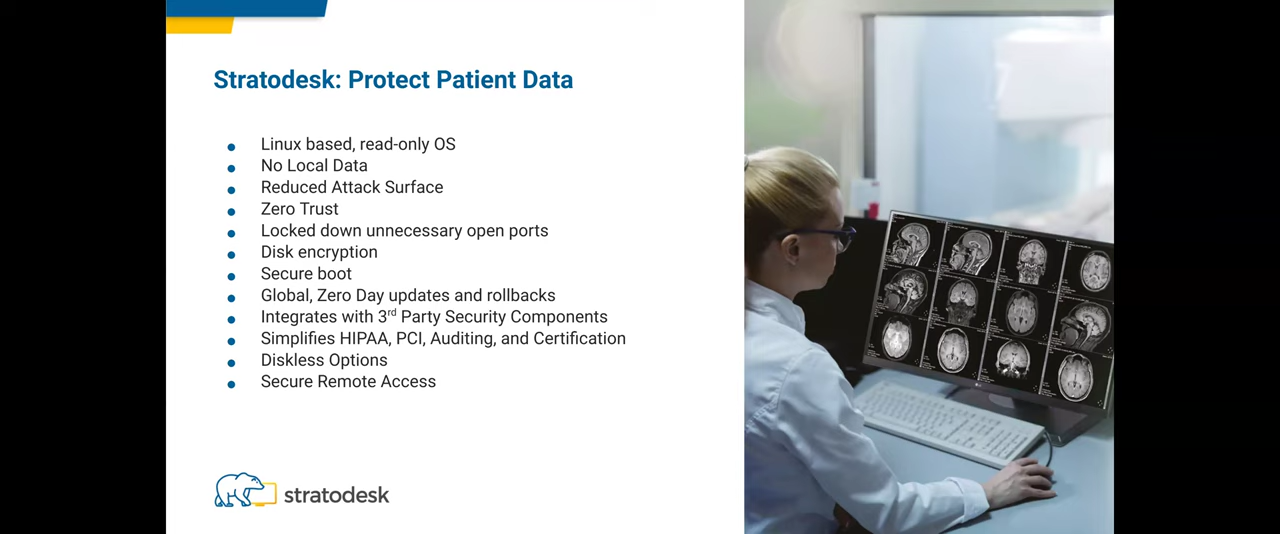 Stratodesk: Protect Patient Data
Linux based, read-only OS
No Local Data
Reduced Attack Surface
Zero Trust
Locked down unnecessary open ports
Disk encryption
Secure boot
Global, Zero Day updates and rollbacks
Integrates with 3rd Party Security Components
Simplifies HIPAA, PCI, Auditing, and Certification
Diskless Options
Secure Remote Access
stratodesk